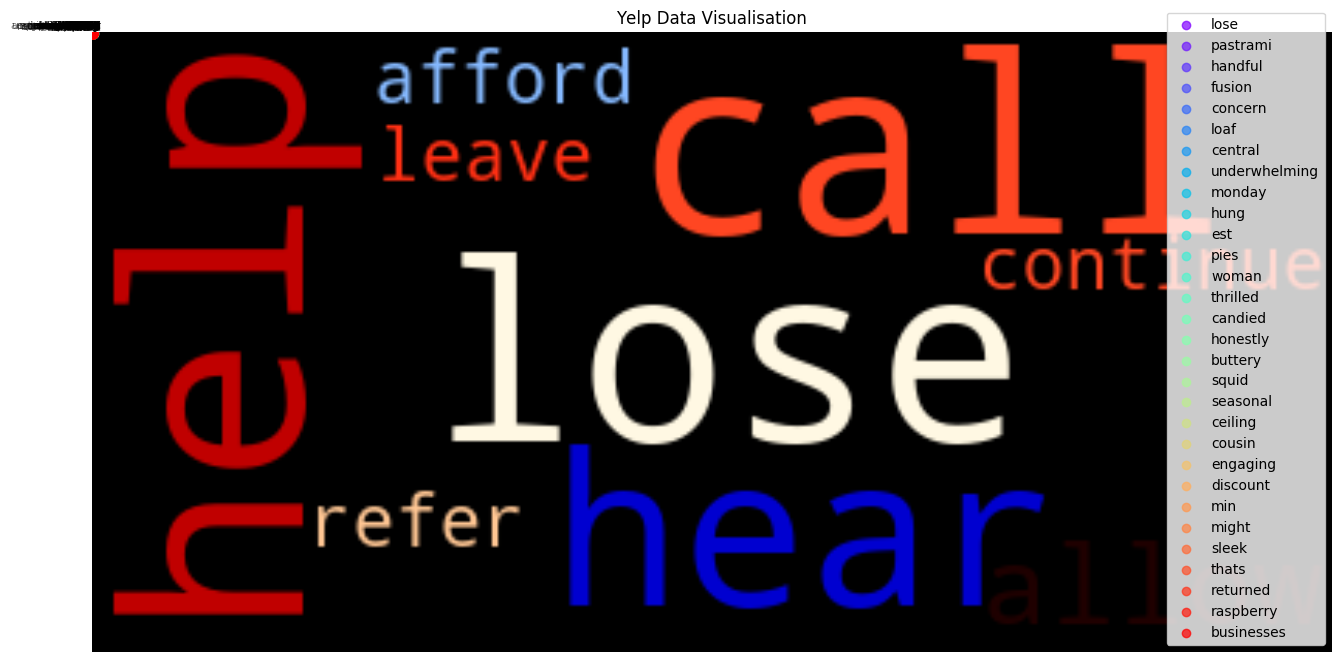 Yelp Data Visualisation
help
afford
leave
call
continue
lose
refer
hear
allow
lose
pastrami
handful
fusion
concern
loaf
central
underwhelming
monday
hung
est
pies
woman
thrilled
candied
honestly
buttery
squid
seasonal
ceiling
cousin
engaging
discount
min
might
sleek
thats
returned
raspberry
businesses